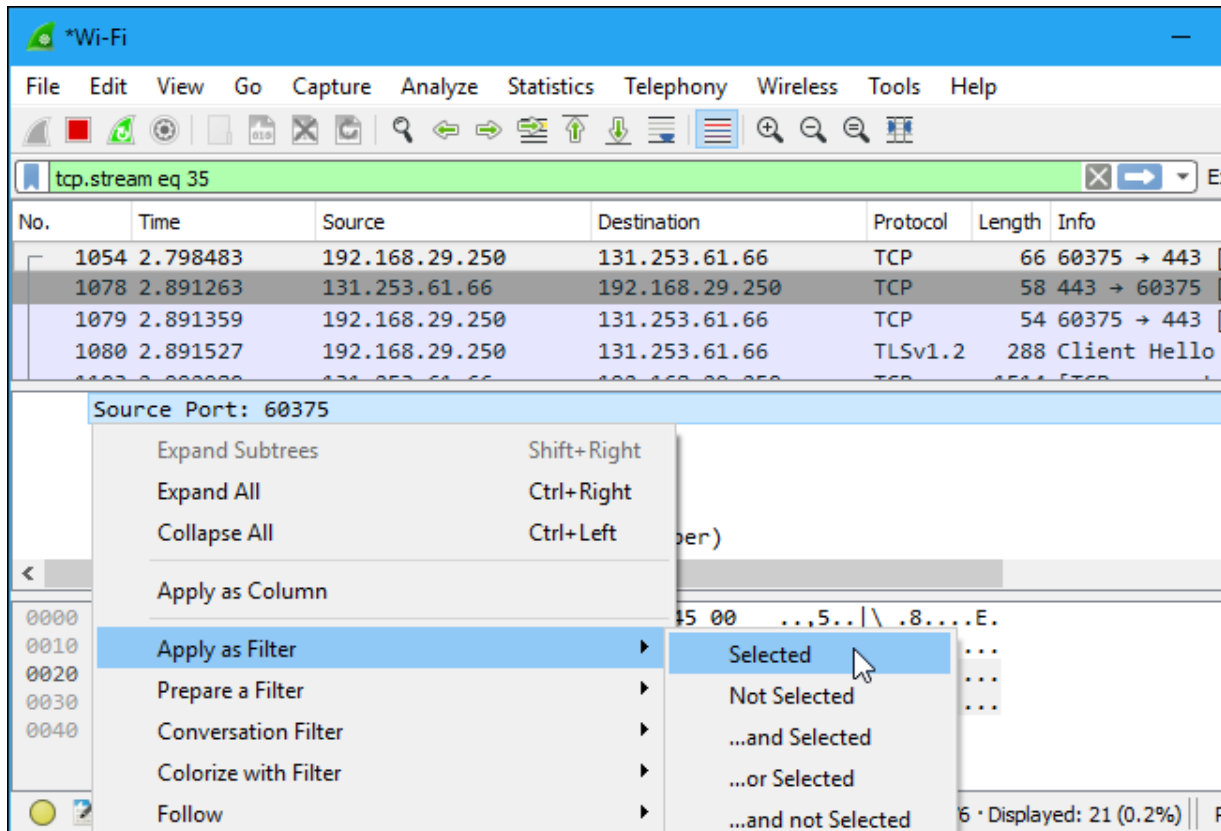 *Wi-Fi
File Edit View Go Capture Analyze Statistics Telephony Wireless Tools Help
tcp.stream eq 35
No. Time Source Destination Protocol Length Info
1054 2.798483 192.168.29.250 131.253.61.66 TCP 66 60375 → 443 [
1078 2.891263 131.253.61.66 192.168.29.250 TCP 58 443 → 60375 [
1079 2.891359 192.168.29.250 131.253.61.66 TCP 54 60375 → 443 [
1080 2.891527 192.168.29.250 131.253.61.66 TLSv1.2 288 Client Hello
Source Port: 60375
Expand Subtrees Shift+Right
Expand All Ctrl+Right
Collapse All Ctrl+Left
ber)
Apply as Column
0000 45 00 ..,5..|\ .8....E.
0010 ...
0020 ...
0030 ...
0040
Apply as Filter
Prepare a Filter
Conversation Filter
Colorize with Filter
Follow
Selected
Not Selected
...and Selected
...or Selected
...and not Selected
6 · Displayed: 21 (0.2%)